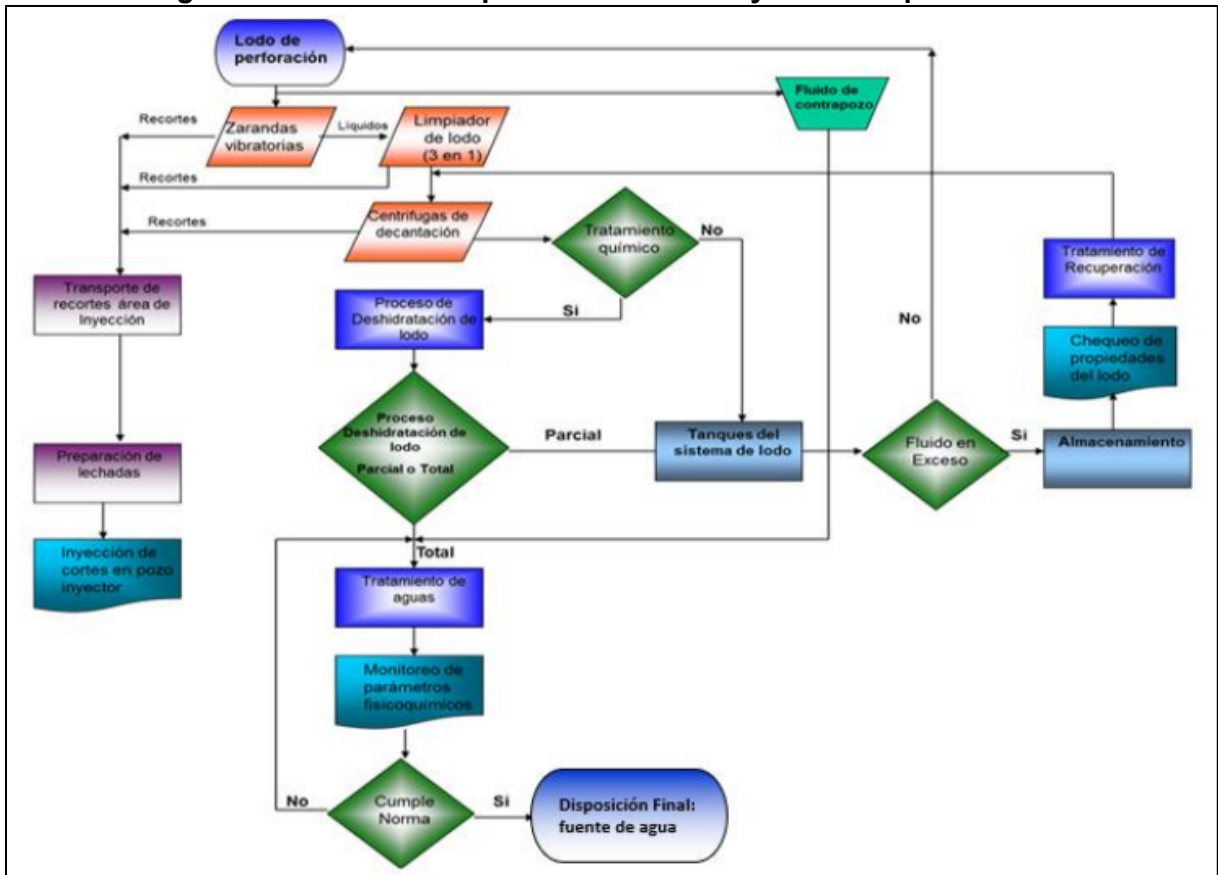 Lodo de
perforación
Fluido de
contrapozo
Recortes
Zarandas
vibratorias
Líquidos
Limpiador
de lodo
(3 en 1)
Recortes
Recortes
Centrifugas de
decantación
Tratamiento
químico
No
Si
Tratamiento de
Recuperación
Transporte de
recortes área de
Inyección
Proceso de
Deshidratación de
lodo
No
Chequeo de
propiedades
del lodo
Proceso
Deshidratación de
lodo
Parcial o Total
Parcial
Tanques del
sistema de lodo
Fluido en
Exceso
Si
Almacenamiento
Preparación de
lechadas
Inyección de
cortes en pozo
inyector
Total
Tratamiento de
aguas
Monitoreo de
parámetros
fisicoquímicos
No
Cumple
Norma
Si
Disposición Final:
fuente de agua